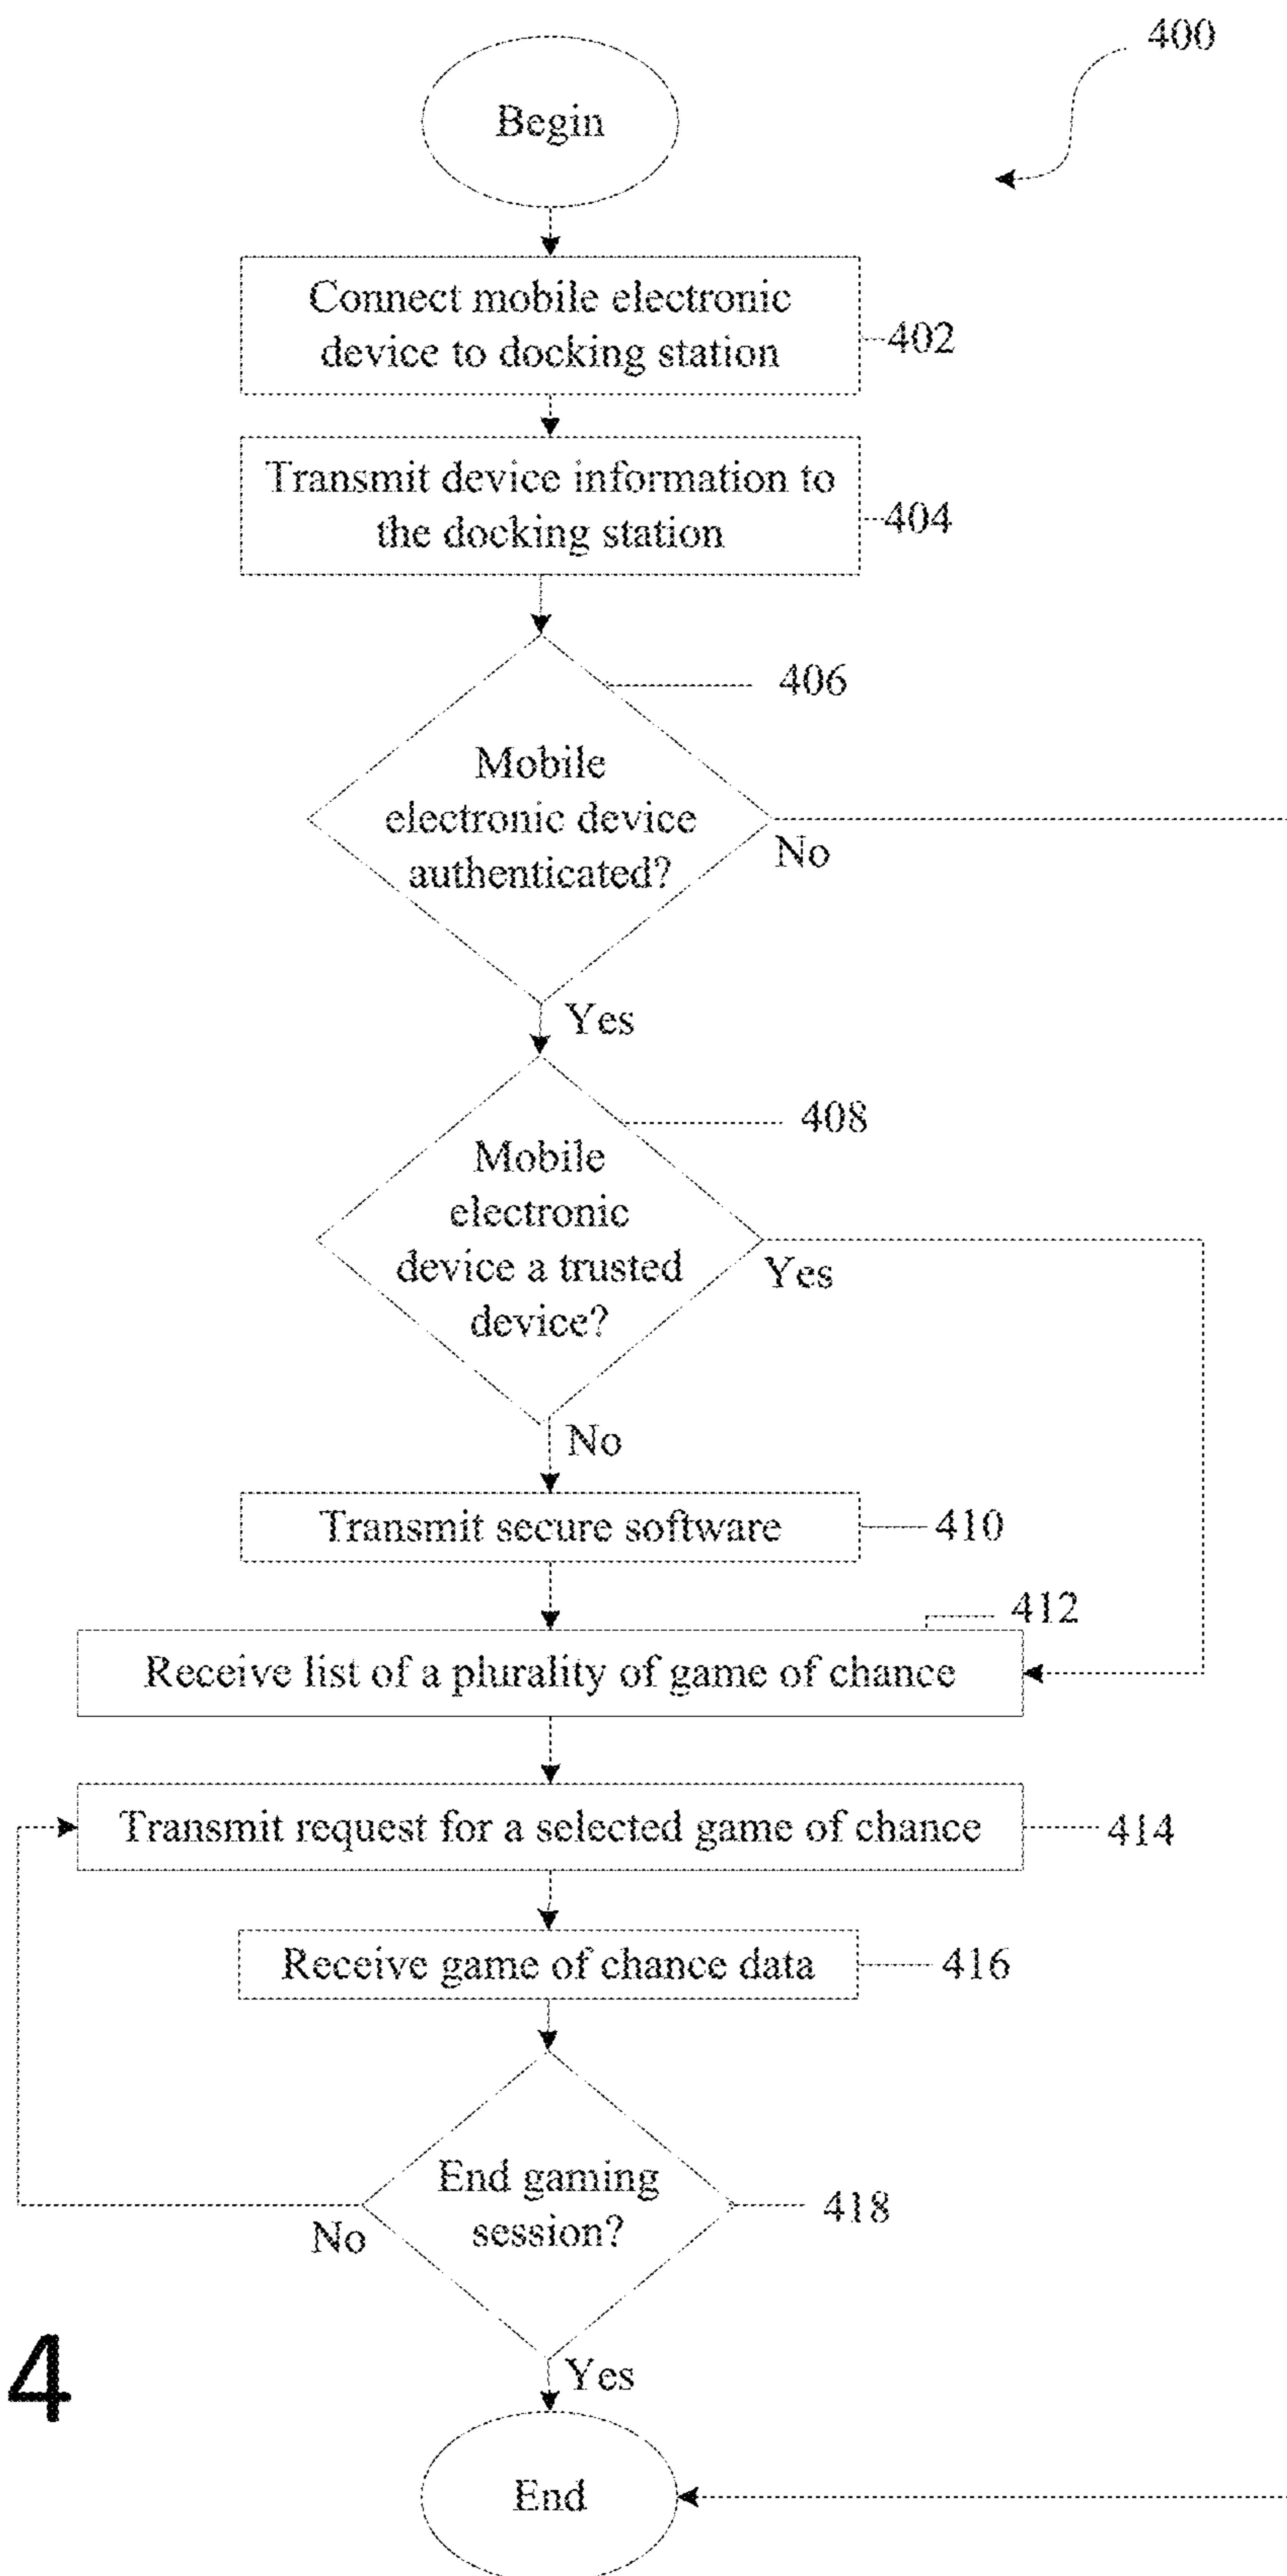 400
Begin
Connect mobile electronic
device to docking station
402
Transmit device information to
the docking station
404
406
Mobile
electronic device
authenticated?
No
Yes
408
Mobile
electronic
device a trusted
device?
Yes
No
Transmit secure software
410
412
Receive list of a plurality of game of chance
Transmit request for a selected game of chance
414
Receive game of chance data
416
End gaming
session?
418
No
Yes
4
End